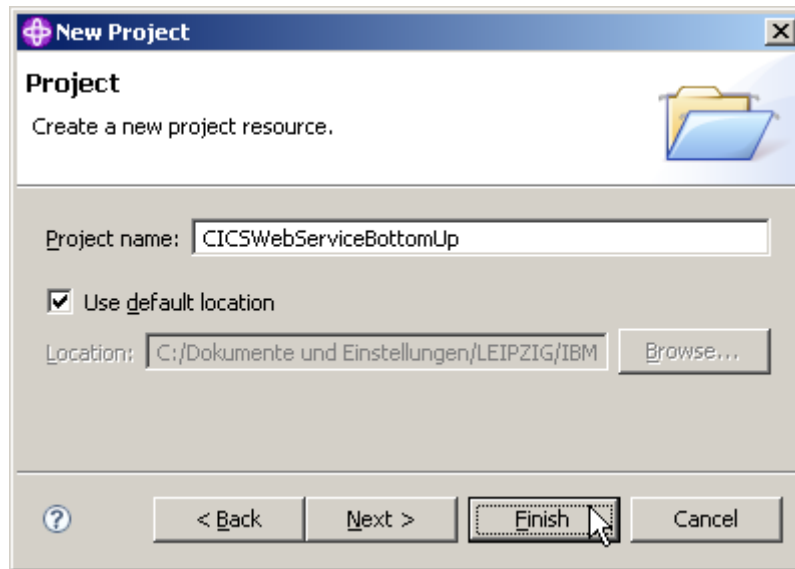 New Project
Project
Create a new project resource.
Project name: CICSWebServiceBottomUp
Use default location
Location: C:/Dokumente und Einstellungen/LEIPZIG/IBM Browse...
< Back Next > Finish Cancel